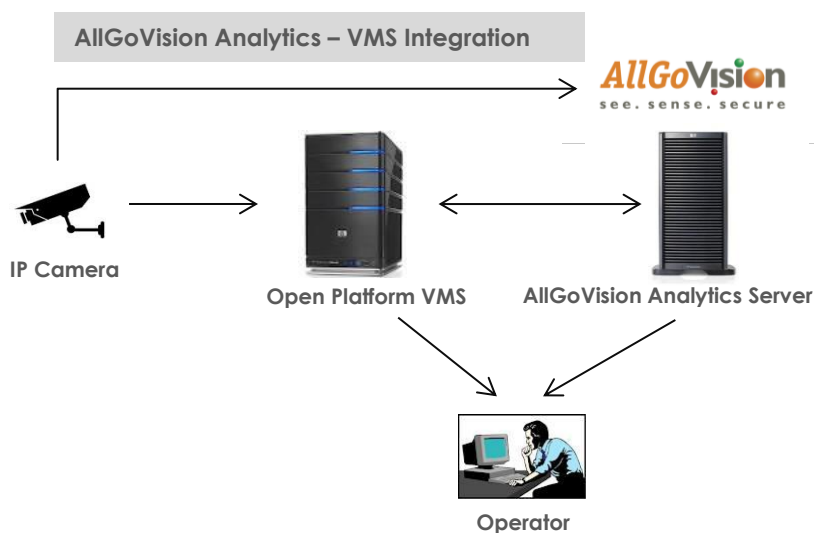 AllGoVision Analytics – VMS Integration
AllGoVision
see. sense. secure
IP Camera
Open Platform VMS
AllGoVision Analytics Server
Operator